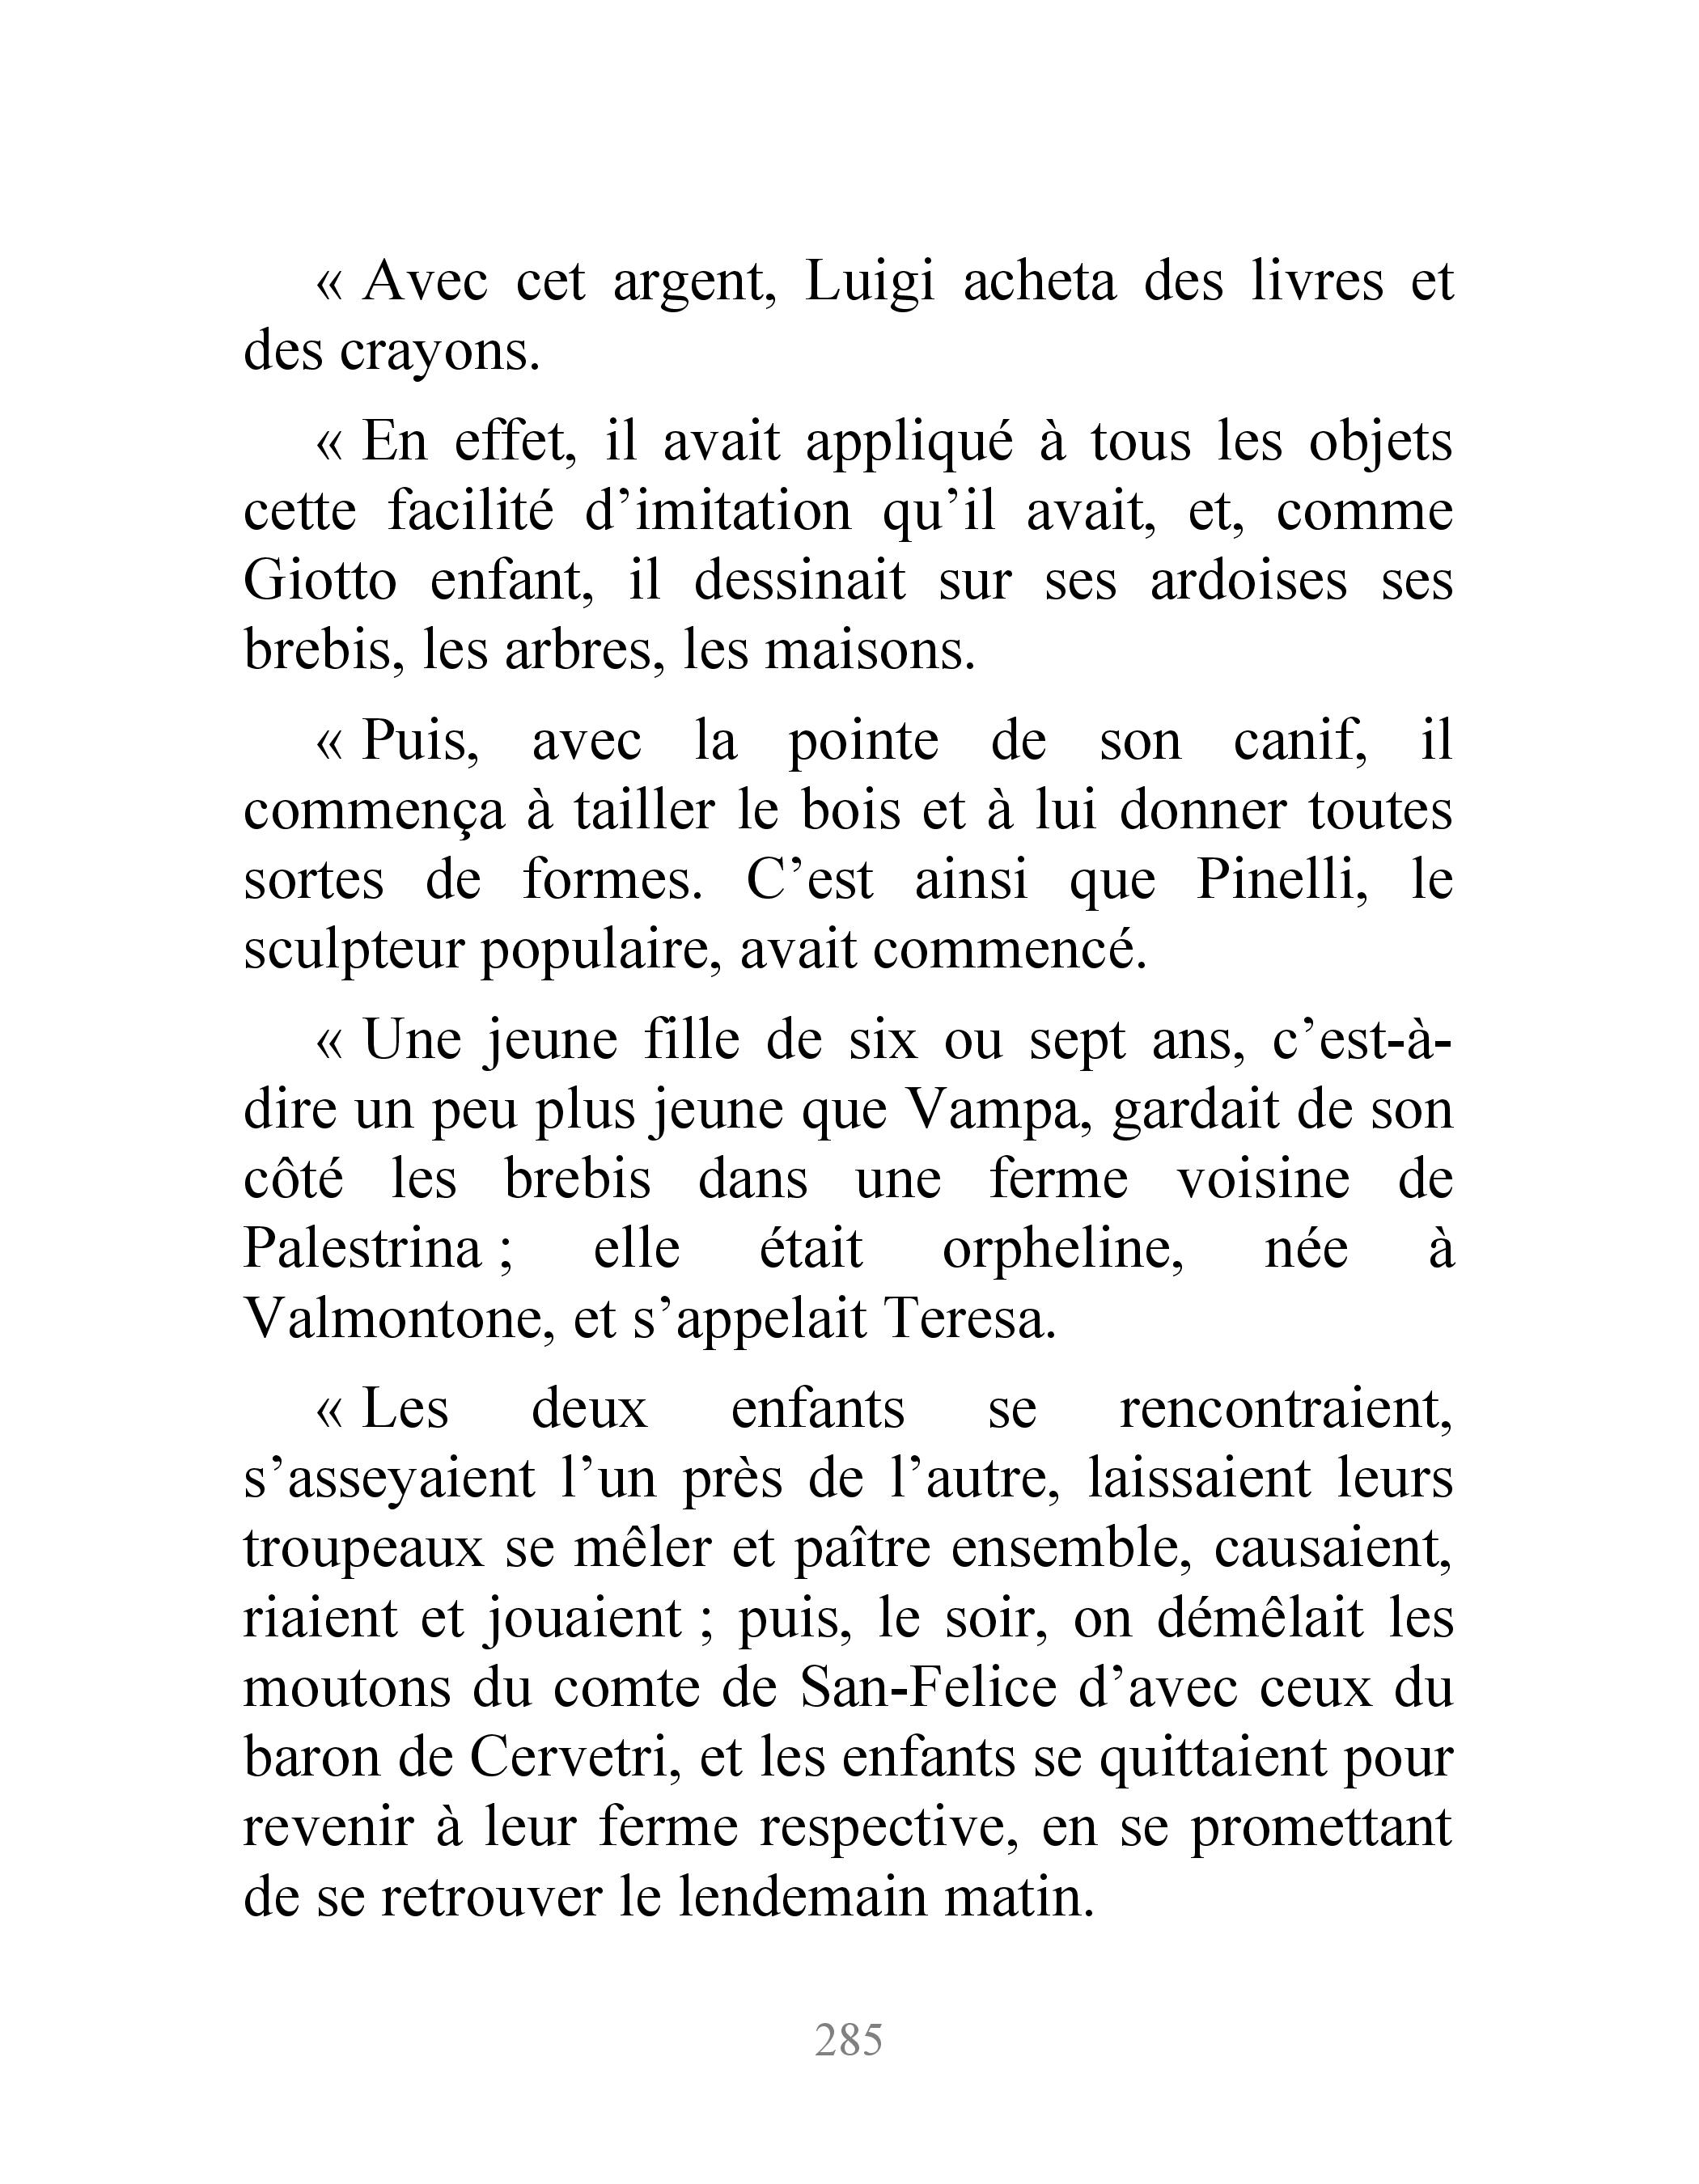 « Avec cet argent, Luigi acheta des livres et
des crayons.
« En effet, il avait appliqué à tous les objets
cette facilité d’imitation qu’il avait, et, comme
Giotto enfant, il dessinait sur ses ardoises ses
brebis, les arbres, les maisons.
« Puis, avec la pointe de son canif, il
commença à tailler le bois et à lui donner toutes
sortes de formes. C’est ainsi que Pinelli, le
sculpteur populaire, avait commencé.
« Une jeune fille de six ou sept ans, c’est-à-
dire un peu plus jeune que Vampa, gardait de son
côté les brebis dans une ferme voisine de
Palestrina ; elle était orpheline, née à
Valmontone, et s’appelait Teresa.
« Les deux enfants se rencontraient,
s’asseyaient l’un près de l’autre, laissaient leurs
troupeaux se mêler et paître ensemble, causaient,
riaient et jouaient ; puis, le soir, on démêlait les
moutons du comte de San-Felice d’avec ceux du
baron de Cervetri, et les enfants se quittaient pour
revenir à leur ferme respective, en se promettant
de se retrouver le lendemain matin.
285